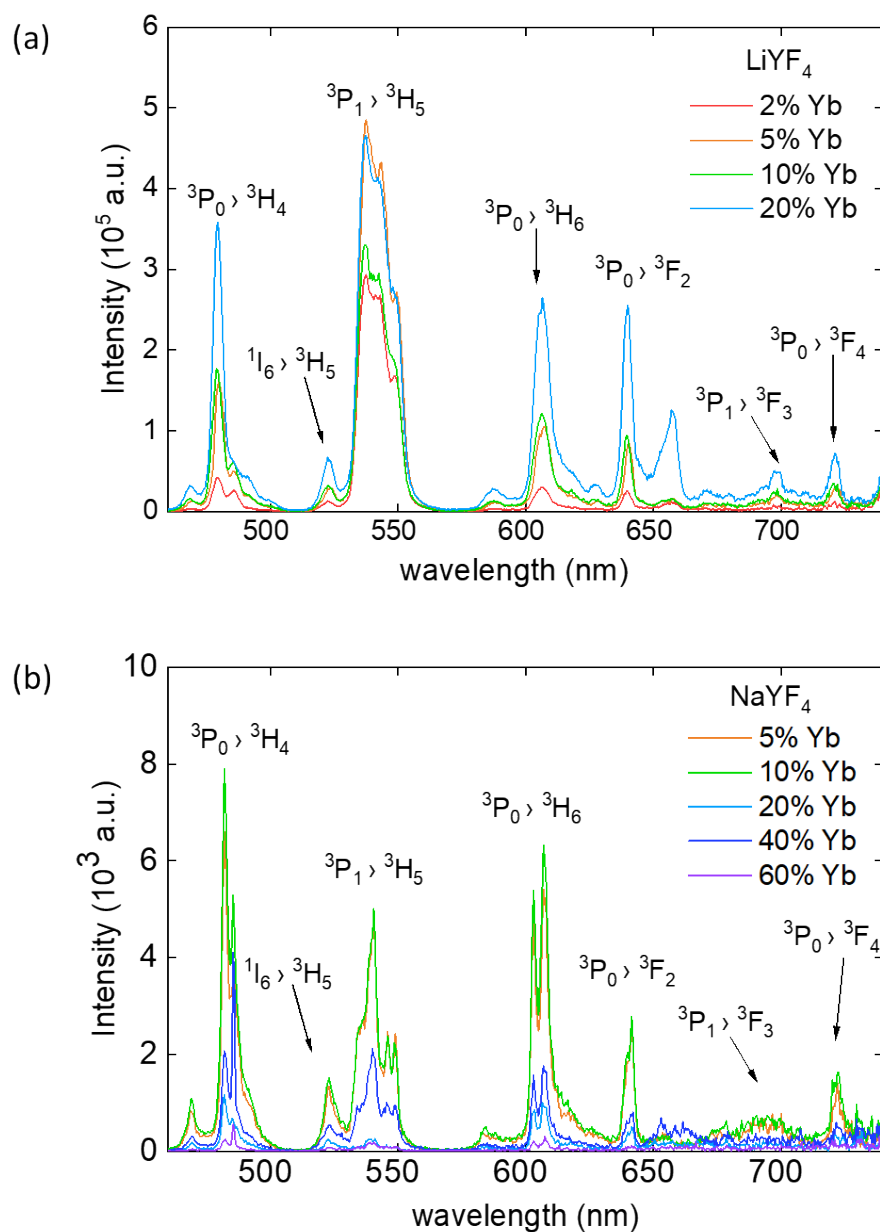 (a)
6
5
4
3
2
1
0
Intensity (10⁵ a.u.)
LiYF₄
2% Yb
5% Yb
10% Yb
20% Yb
³P₁ › ³H₅
³P₀ › ³H₄
³P₀ › ³H₆
³P₀ › ³F₂
¹I₆ › ³H₅
³P₀ › ³F₄
³P₁ › ³F₃
500 550 600 650 700
wavelength (nm)
(b)
10
8
6
4
2
0
Intensity (10³ a.u.)
NaYF₄
5% Yb
10% Yb
20% Yb
40% Yb
60% Yb
³P₀ › ³H₄
³P₀ › ³H₆
³P₁ › ³H₅
³P₀ › ³F₄
¹I₆ › ³H₅
³P₀ › ³F₂
³P₁ › ³F₃
500 550 600 650 700
wavelength (nm)